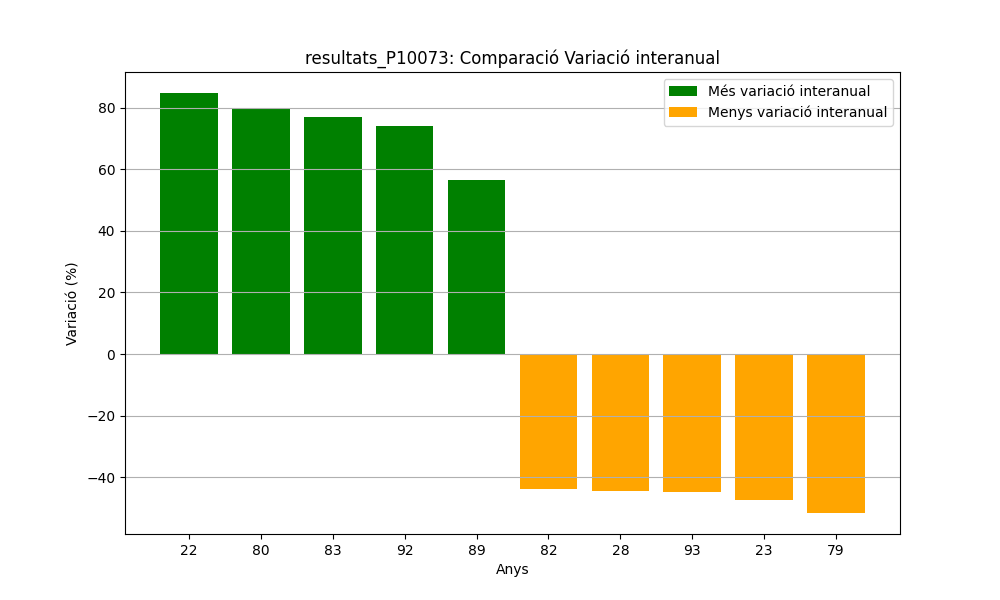 resultats_P10073: Comparació Variació interanual
Més variació interanual
Menys variació interanual
Variació (%)
80
60
40
20
0
−20
−40
22 80 83 92 89 82 28 93 23 79
Anys